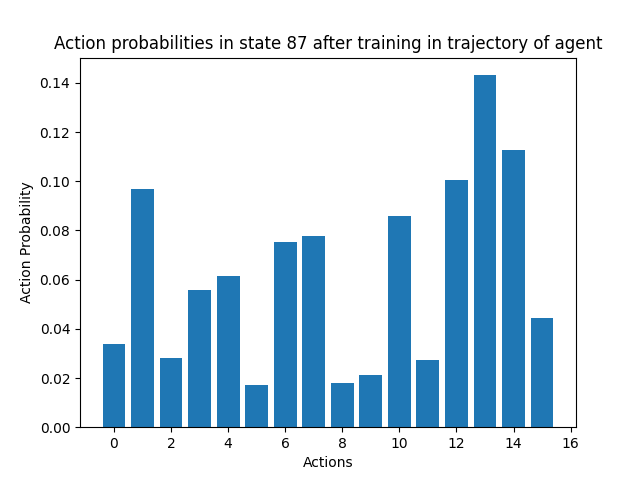 Action probabilities in state 87 after training in trajectory of agent
0.14
0.12
0.10
0.08
0.06
0.04
0.02
0.00
Action Probability
0 2 4 6 8 10 12 14 16
Actions